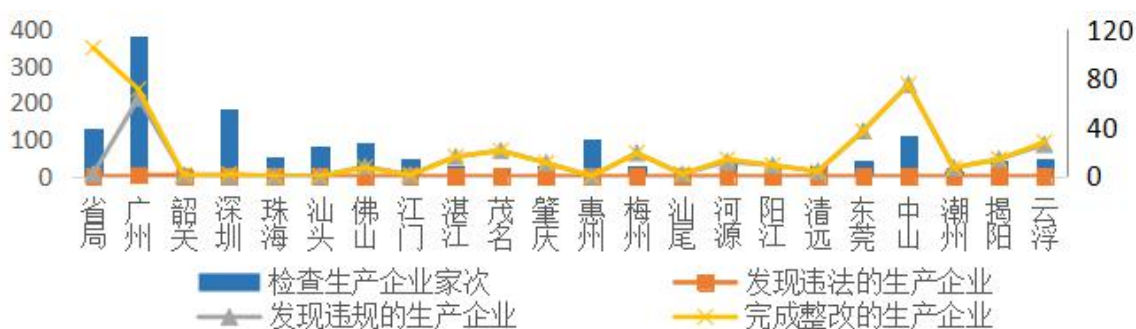 400
300
200
100
0
120
80
40
0
省局
广州
韶关
深圳
珠海
汕头
佛山
江门
湛江
茂名
肇庆
惠州
梅州
汕尾
河源
阳江
清远
东莞
中山
潮州
揭阳
云浮
检查生产企业家次
发现违法的生产企业
发现违规的生产企业
完成整改的生产企业